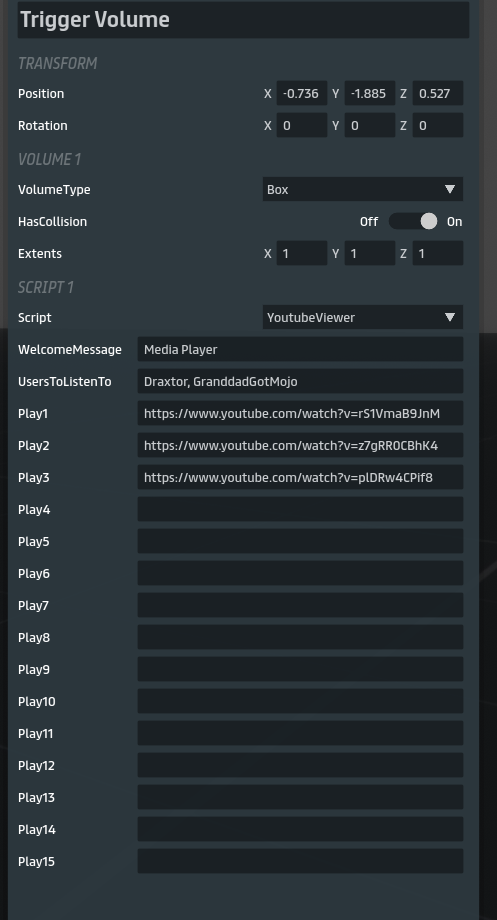 Trigger Volume
TRANSFORM
Position X -0.736 Y -1.885 Z 0.527
Rotation X 0 Y 0 Z 0
VOLUME 1
VolumeType Box
HasCollision Off On
Extents X 1 Y 1 Z 1
SCRIPT 1
Script YoutubeViewer
WelcomeMessage Media Player
UsersToListenTo Draxtor, GranddadGotMojo
Play1 https://www.youtube.com/watch?v=rS1VmaB9JnM
Play2 https://www.youtube.com/watch?v=z7gRR0CBhK4
Play3 https://www.youtube.com/watch?v=plDRw4CPif8
Play4
Play5
Play6
Play7
Play8
Play9
Play10
Play11
Play12
Play13
Play14
Play15